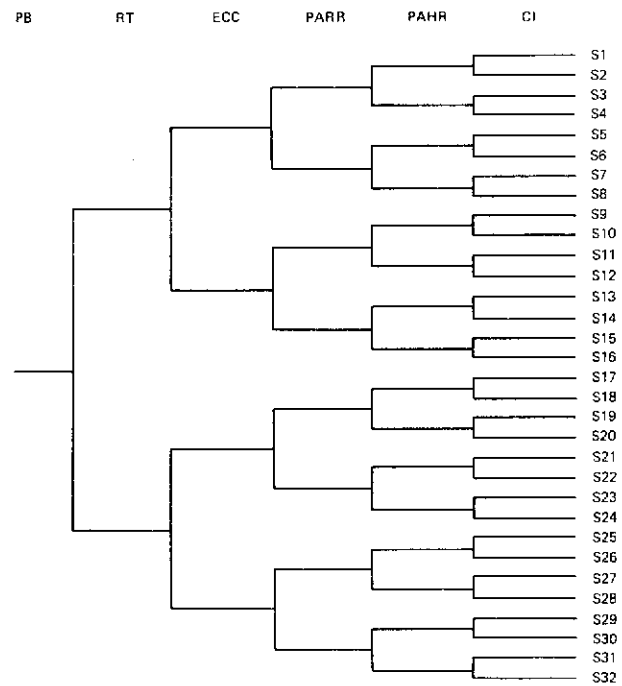 PB RT ECC PARR PAHR CI
S1
S2
S3
S4
S5
S6
S7
S8
S9
S10
S11
S12
S13
S14
S15
S16
S17
S18
S19
S20
S21
S22
S23
S24
S25
S26
S27
S28
S29
S30
S31
S32